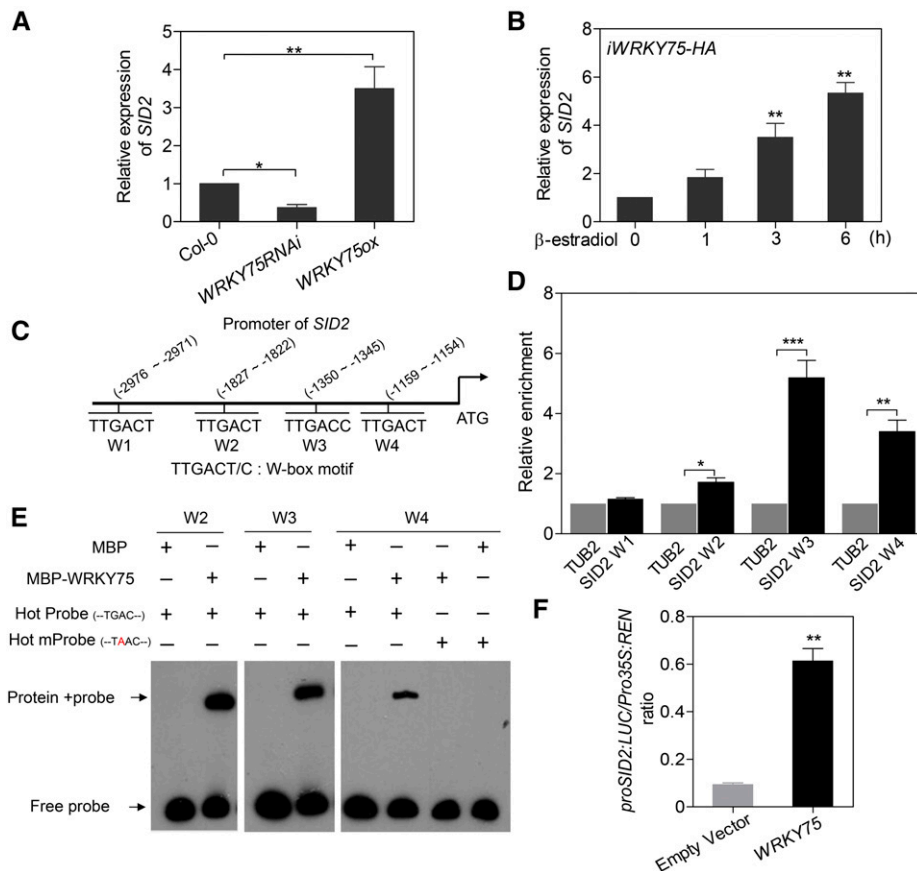 A
Relative expression
of SID2
5
4
3
2
1
0
**
*
Col-0
WRKY75RNAi
WRKY75ox
B
iWRKY75-HA
Relative expression
of SID2
8
6
4
2
0
**
**
β-estradiol 0 1 3 6 (h)
C
Promoter of SID2
(-2976 ~ -2971)
(-1827 ~ -1822)
(-1350 ~ -1345)
(-1159 ~ -1154)
TTGACT TTGACT TTGACC TTGACT ATG
W1 W2 W3 W4
TTGACT/C : W-box motif
D
Relative enrichment
8
6
4
2
0
*
***
**
TUB2
SID2 W1
TUB2
SID2 W2
TUB2
SID2 W3
TUB2
SID2 W4
E
W2 W3 W4
MBP + − + − + − − +
MBP-WRKY75 − + − + − + + −
Hot Probe (--TGAC--) + + + + + + − −
Hot mProbe (--TAAC--) − − − − − − + +
Protein +probe
Free probe
F
proSID2:LUC/Pro35S:REN
ratio
0.8
0.6
0.4
0.2
0
**
Empty Vector
WRKY75